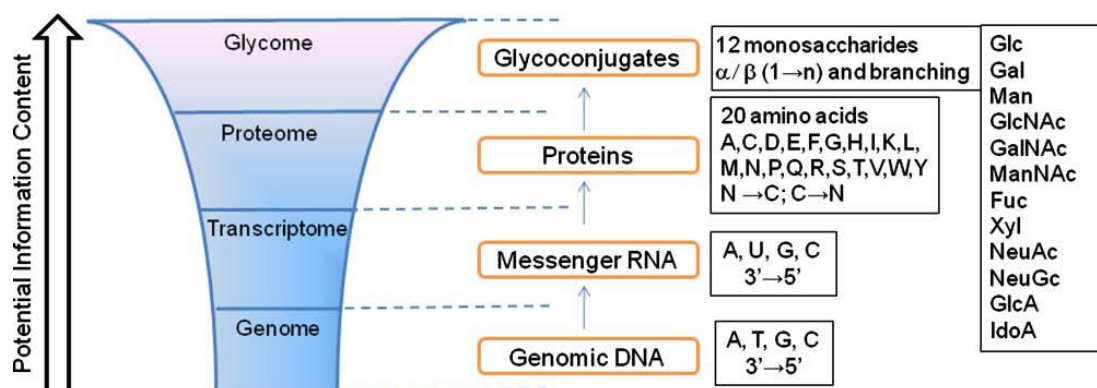 Potential Information Content
Glycome
Proteome
Transcriptome
Genome
Glycoconjugates
Proteins
Messenger RNA
Genomic DNA
12 monosaccharides
α/β (1→n) and branching
20 amino acids
A,C,D,E,F,G,H,I,K,L,
M,N,P,Q,R,S,T,V,W,Y
N →C; C→N
A, U, G, C
3’→5’
A, T, G, C
3’→5’
Glc
Gal
Man
GlcNAc
GalNAc
ManNAc
Fuc
Xyl
NeuAc
NeuGc
GlcA
IdoA